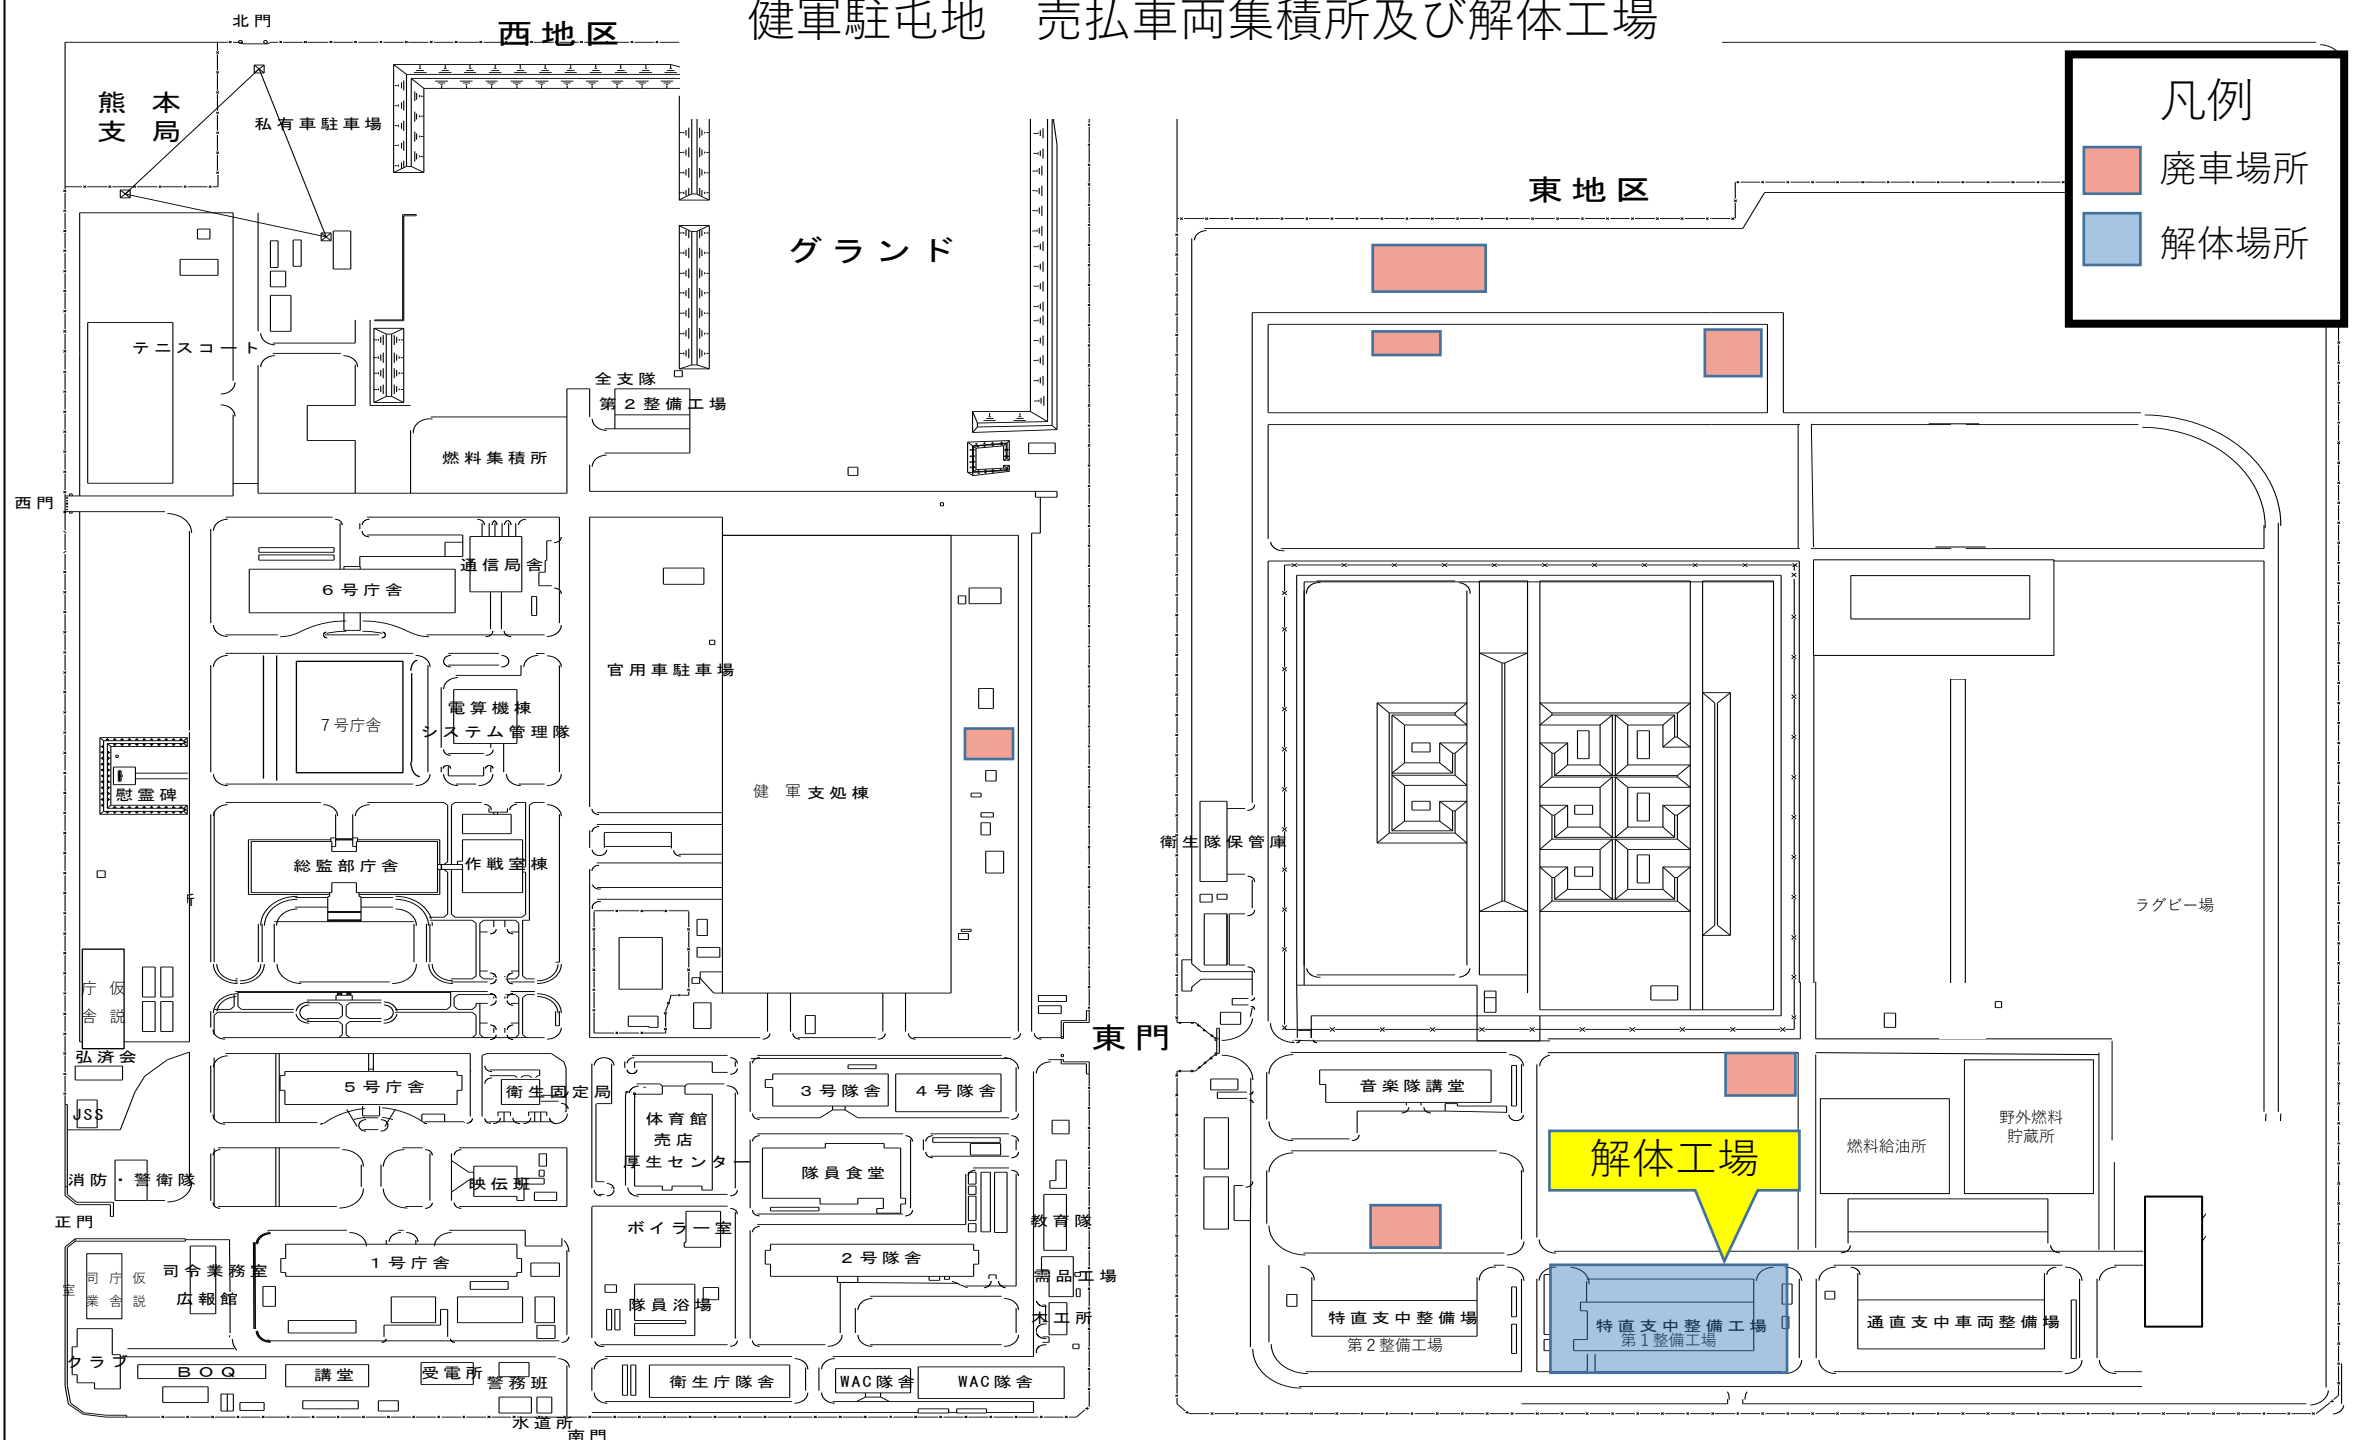 健軍駐屯地　売払車両集積所及び解体工場
北門
西地区
熊本
支局
私有車駐車場
凡例
廃車場所
解体場所
東地区
グランド
テニスコート
全支隊
第２整備工場
燃料集積所
西門
通信局舎
６号庁舎
官用車駐車場
７号庁舎
電算機棟
システム管理隊
慰霊碑
健　軍支処棟
総監部庁舎
作戦室棟
所
衛生隊保管庫
ラグビー場
庁仮
舎説
東門
弘済会
５号庁舎
衛生固定局
３号隊舎
４号隊舎
音楽隊講堂
JSS
体育館
売店
厚生センター
野外燃料
貯蔵所
燃料給油所
解体工場
隊員食堂
消防・警衛隊
映伝班
正門
ボイラー室
教育隊
１号庁舎
２号隊舎
司令業務室
広報館
司庁仮
室業舎説
需品工場
隊員浴場
木工所
特直支中整備場
第２整備工場
特直支中整備工場
第１整備工場
通直支中車両整備場
クラブ
ＢＯＱ
講堂
受電所
警務班
衛生庁隊舎
WAC隊舎
WAC隊舎
水道所
南門